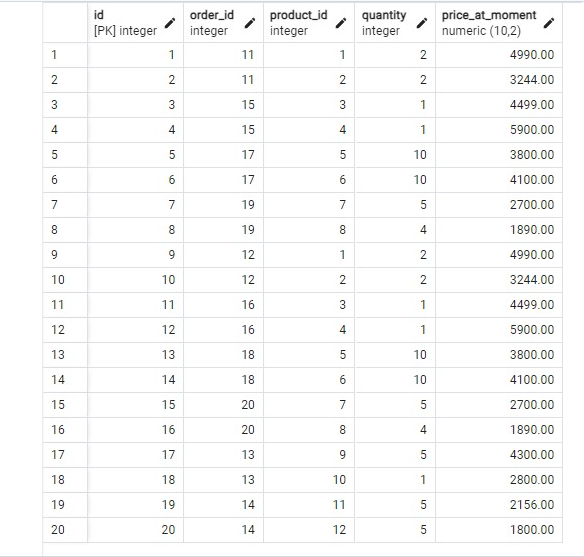 id order_id product_id quantity price_at_moment
[PK] integer integer integer integer numeric (10,2)
1 1 11 1 2 4990.00
2 2 11 2 2 3244.00
3 3 15 3 1 4499.00
4 4 15 4 1 5900.00
5 5 17 5 10 3800.00
6 6 17 6 10 4100.00
7 7 19 7 5 2700.00
8 8 19 8 4 1890.00
9 9 12 1 2 4990.00
10 10 12 2 2 3244.00
11 11 16 3 1 4499.00
12 12 16 4 1 5900.00
13 13 18 5 10 3800.00
14 14 18 6 10 4100.00
15 15 20 7 5 2700.00
16 16 20 8 4 1890.00
17 17 13 9 5 4300.00
18 18 13 10 1 2800.00
19 19 14 11 5 2156.00
20 20 14 12 5 1800.00